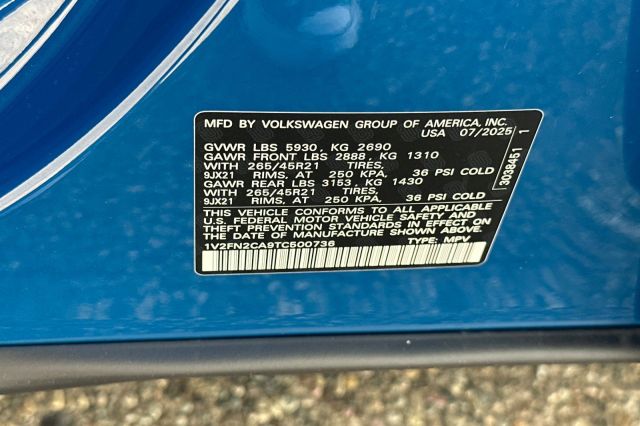 MFD BY VOLKSWAGEN GROUP OF AMERICA, INC.
USA 07/2025
GVWR LBS 5930, KG 2690
GAWR FRONT LBS 2888, KG 1310
WITH 265/45R21 TIRES,
9JX21 RIMS, AT 250 KPA, 36 PSI COLD
GAWR REAR LBS 3153, KG 1430
WITH 265/45R21 TIRES,
9JX21 RIMS, AT 250 KPA, 36 PSI COLD
THIS VEHICLE CONFORMS TO ALL APPLICABLE
U.S. FEDERAL MOTOR VEHICLE SAFETY AND
THEFT PREVENTION STANDARDS IN EFFECT ON
THE DATE OF MANUFACTURE SHOWN ABOVE.
1V2FN2CA9TC500736 TYPE: MPV
3038451 1